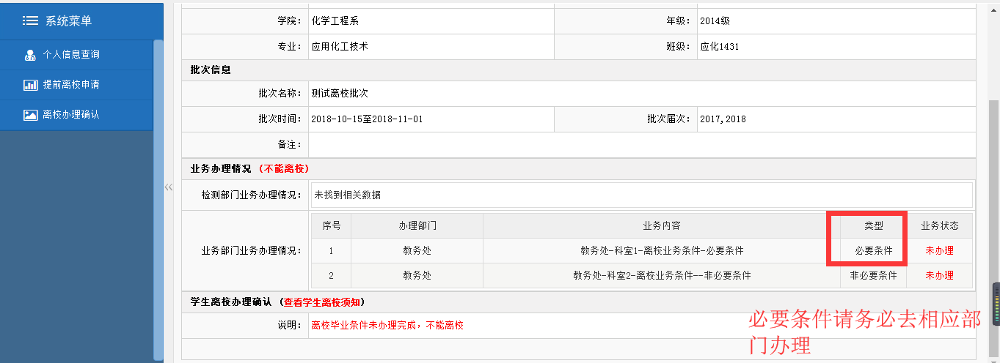 系统菜单
个人信息查询
提前离校申请
离校办理确认
学院： 化学工程系 年级： 2014级
专业： 应用化工技术 班级： 应化1431
批次信息
批次名称： 测试离校批次
批次时间： 2018-10-15至2018-11-01 批次届次： 2017,2018
备注：
业务办理情况 （不能离校）
检测部门业务办理情况： 未找到相关数据
业务部门业务办理情况：
序号 办理部门 业务内容 类型 业务状态
1 教务处 教务处-科室1-离校业务条件-必要条件 必要条件 未办理
2 教务处 教务处-科室2-离校业务条件--非必要条件 非必要条件 未办理
学生离校办理确认 （查看学生离校须知）
说明： 离校毕业条件未办理完成，不能离校
必要条件请务必去相应部
门办理